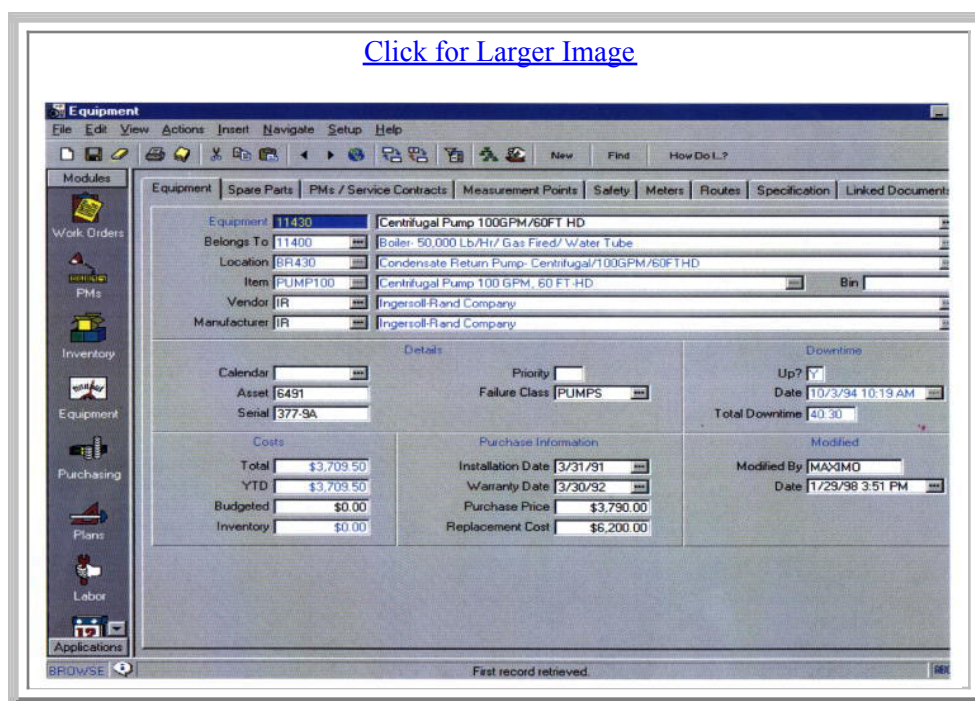 Click for Larger Image
Equipment
File Edit View Actions Insert Navigate Setup Help
New Find How Do I..?
Modules
Equipment Spare Parts PMs / Service Contracts Measurement Points Safety Meters Routes Specification Linked Documents
Work Orders
PMs
Inventory
Equipment
Purchasing
Plans
Labor
12
Applications
Equipment 11430 Centrifugal Pump 100GPM/60FT HD
Belongs To 11400 Boiler- 50,000 Lb/Hr/ Gas Fired/ Water Tube
Location BR430 Condensate Return Pump- Centrifugal/100GPM/60FTHD
Item PUMP100 Centrifugal Pump 100 GPM, 60 FT-HD Bin
Vendor IR Ingersoll-Rand Company
Manufacturer IR Ingersoll-Rand Company
Details Downtime
Calendar Priority Up? Y
Asset 6491 Failure Class PUMPS Date 10/3/94 10:19 AM
Serial 377-9A Total Downtime 40.30
Costs Purchase Information Modified
Total $3,709.50 Installation Date 3/31/91 Modified By MAXIMO
YTD $3,709.50 Warranty Date 3/30/92 Date 1/29/98 3:51 PM
Budgeted $0.00 Purchase Price $3,790.00
Inventory $0.00 Replacement Cost $6,200.00
BROWSE First record retrieved.